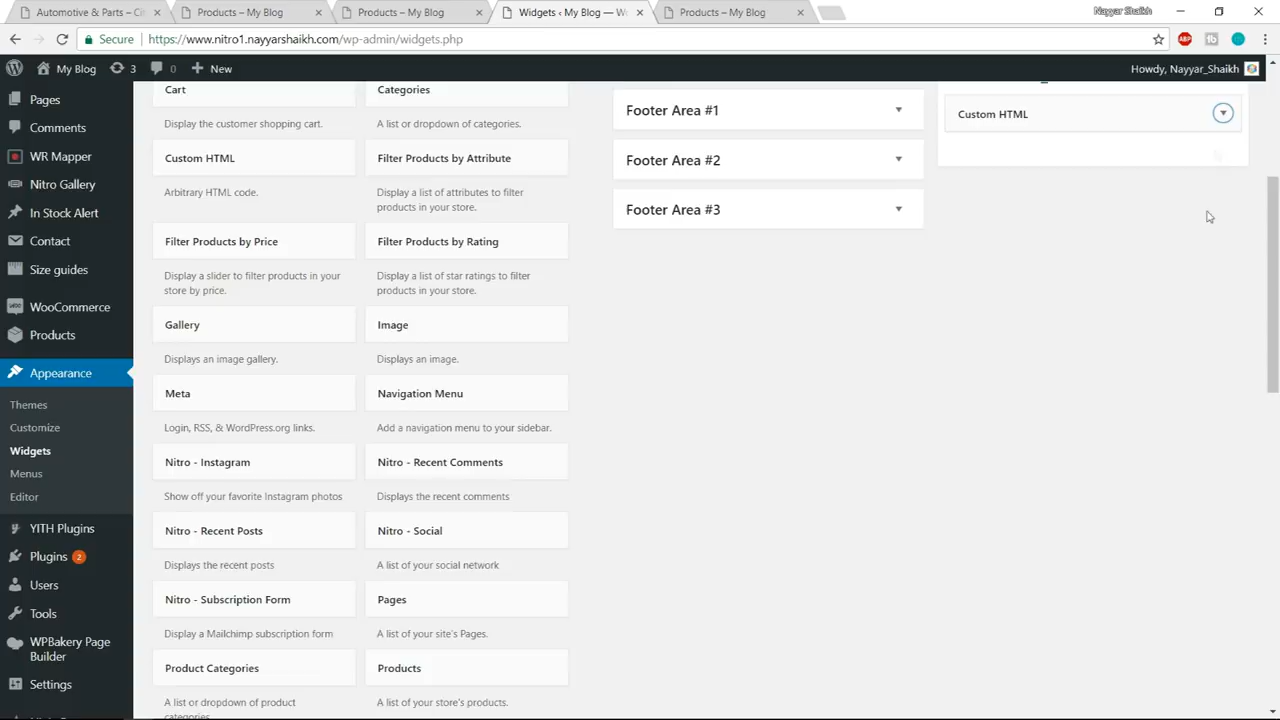 Automotive & Parts – Cit
Products – My Blog
Products – My Blog
Widgets ‹ My Blog — Wo
Products – My Blog
Nayyar Shaikh
Secure
https://www.nitro1.nayyarshaikh.com/wp-admin/widgets.php
ABP
tb
My Blog
3
0
New
Howdy, Nayyar_Shaikh
Pages
Comments
WR Mapper
Nitro Gallery
In Stock Alert
Contact
Size guides
WooCommerce
Products
Appearance
Themes
Customize
Widgets
Menus
Editor
YITH Plugins
Plugins 2
Users
Tools
WPBakery Page
Builder
Settings
Cart
Display the customer shopping cart.
Categories
A list or dropdown of categories.
Custom HTML
Arbitrary HTML code.
Filter Products by Attribute
Display a list of attributes to filter
products in your store.
Filter Products by Price
Display a slider to filter products in your
store by price.
Filter Products by Rating
Display a list of star ratings to filter
products in your store.
Gallery
Displays an image gallery.
Image
Displays an image.
Meta
Login, RSS, & WordPress.org links.
Navigation Menu
Add a navigation menu to your sidebar.
Nitro - Instagram
Show off your favorite Instagram photos
Nitro - Recent Comments
Displays the recent comments
Nitro - Recent Posts
Displays the recent posts
Nitro - Social
A list of your social network
Nitro - Subscription Form
Display a Mailchimp subscription form
Pages
A list of your site's Pages.
Product Categories
A list or dropdown of product
categories.
Products
A list of your store's products.
Footer Area #1
Footer Area #2
Footer Area #3
Custom HTML